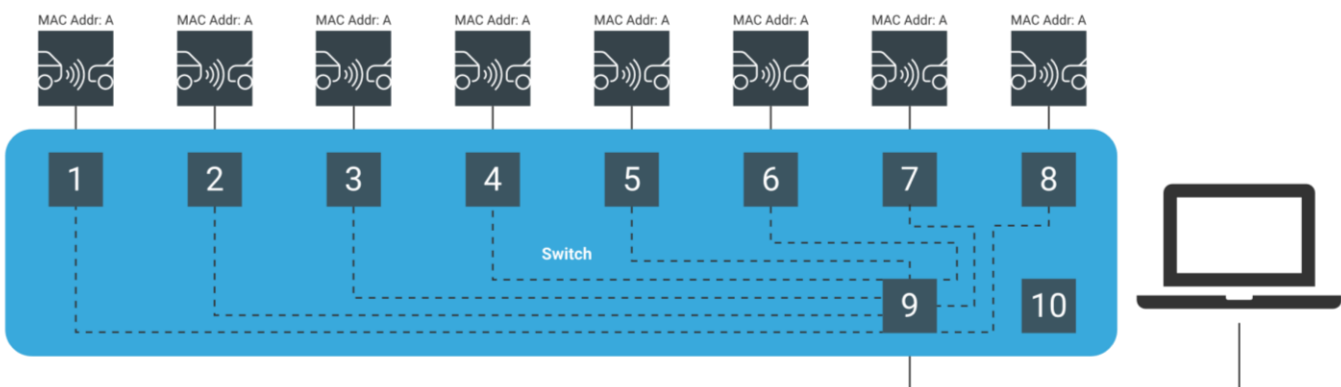 MAC Addr: A MAC Addr: A MAC Addr: A MAC Addr: A MAC Addr: A MAC Addr: A MAC Addr: A MAC Addr: A
1 2 3 4 5 6 7 8
Switch
9 10